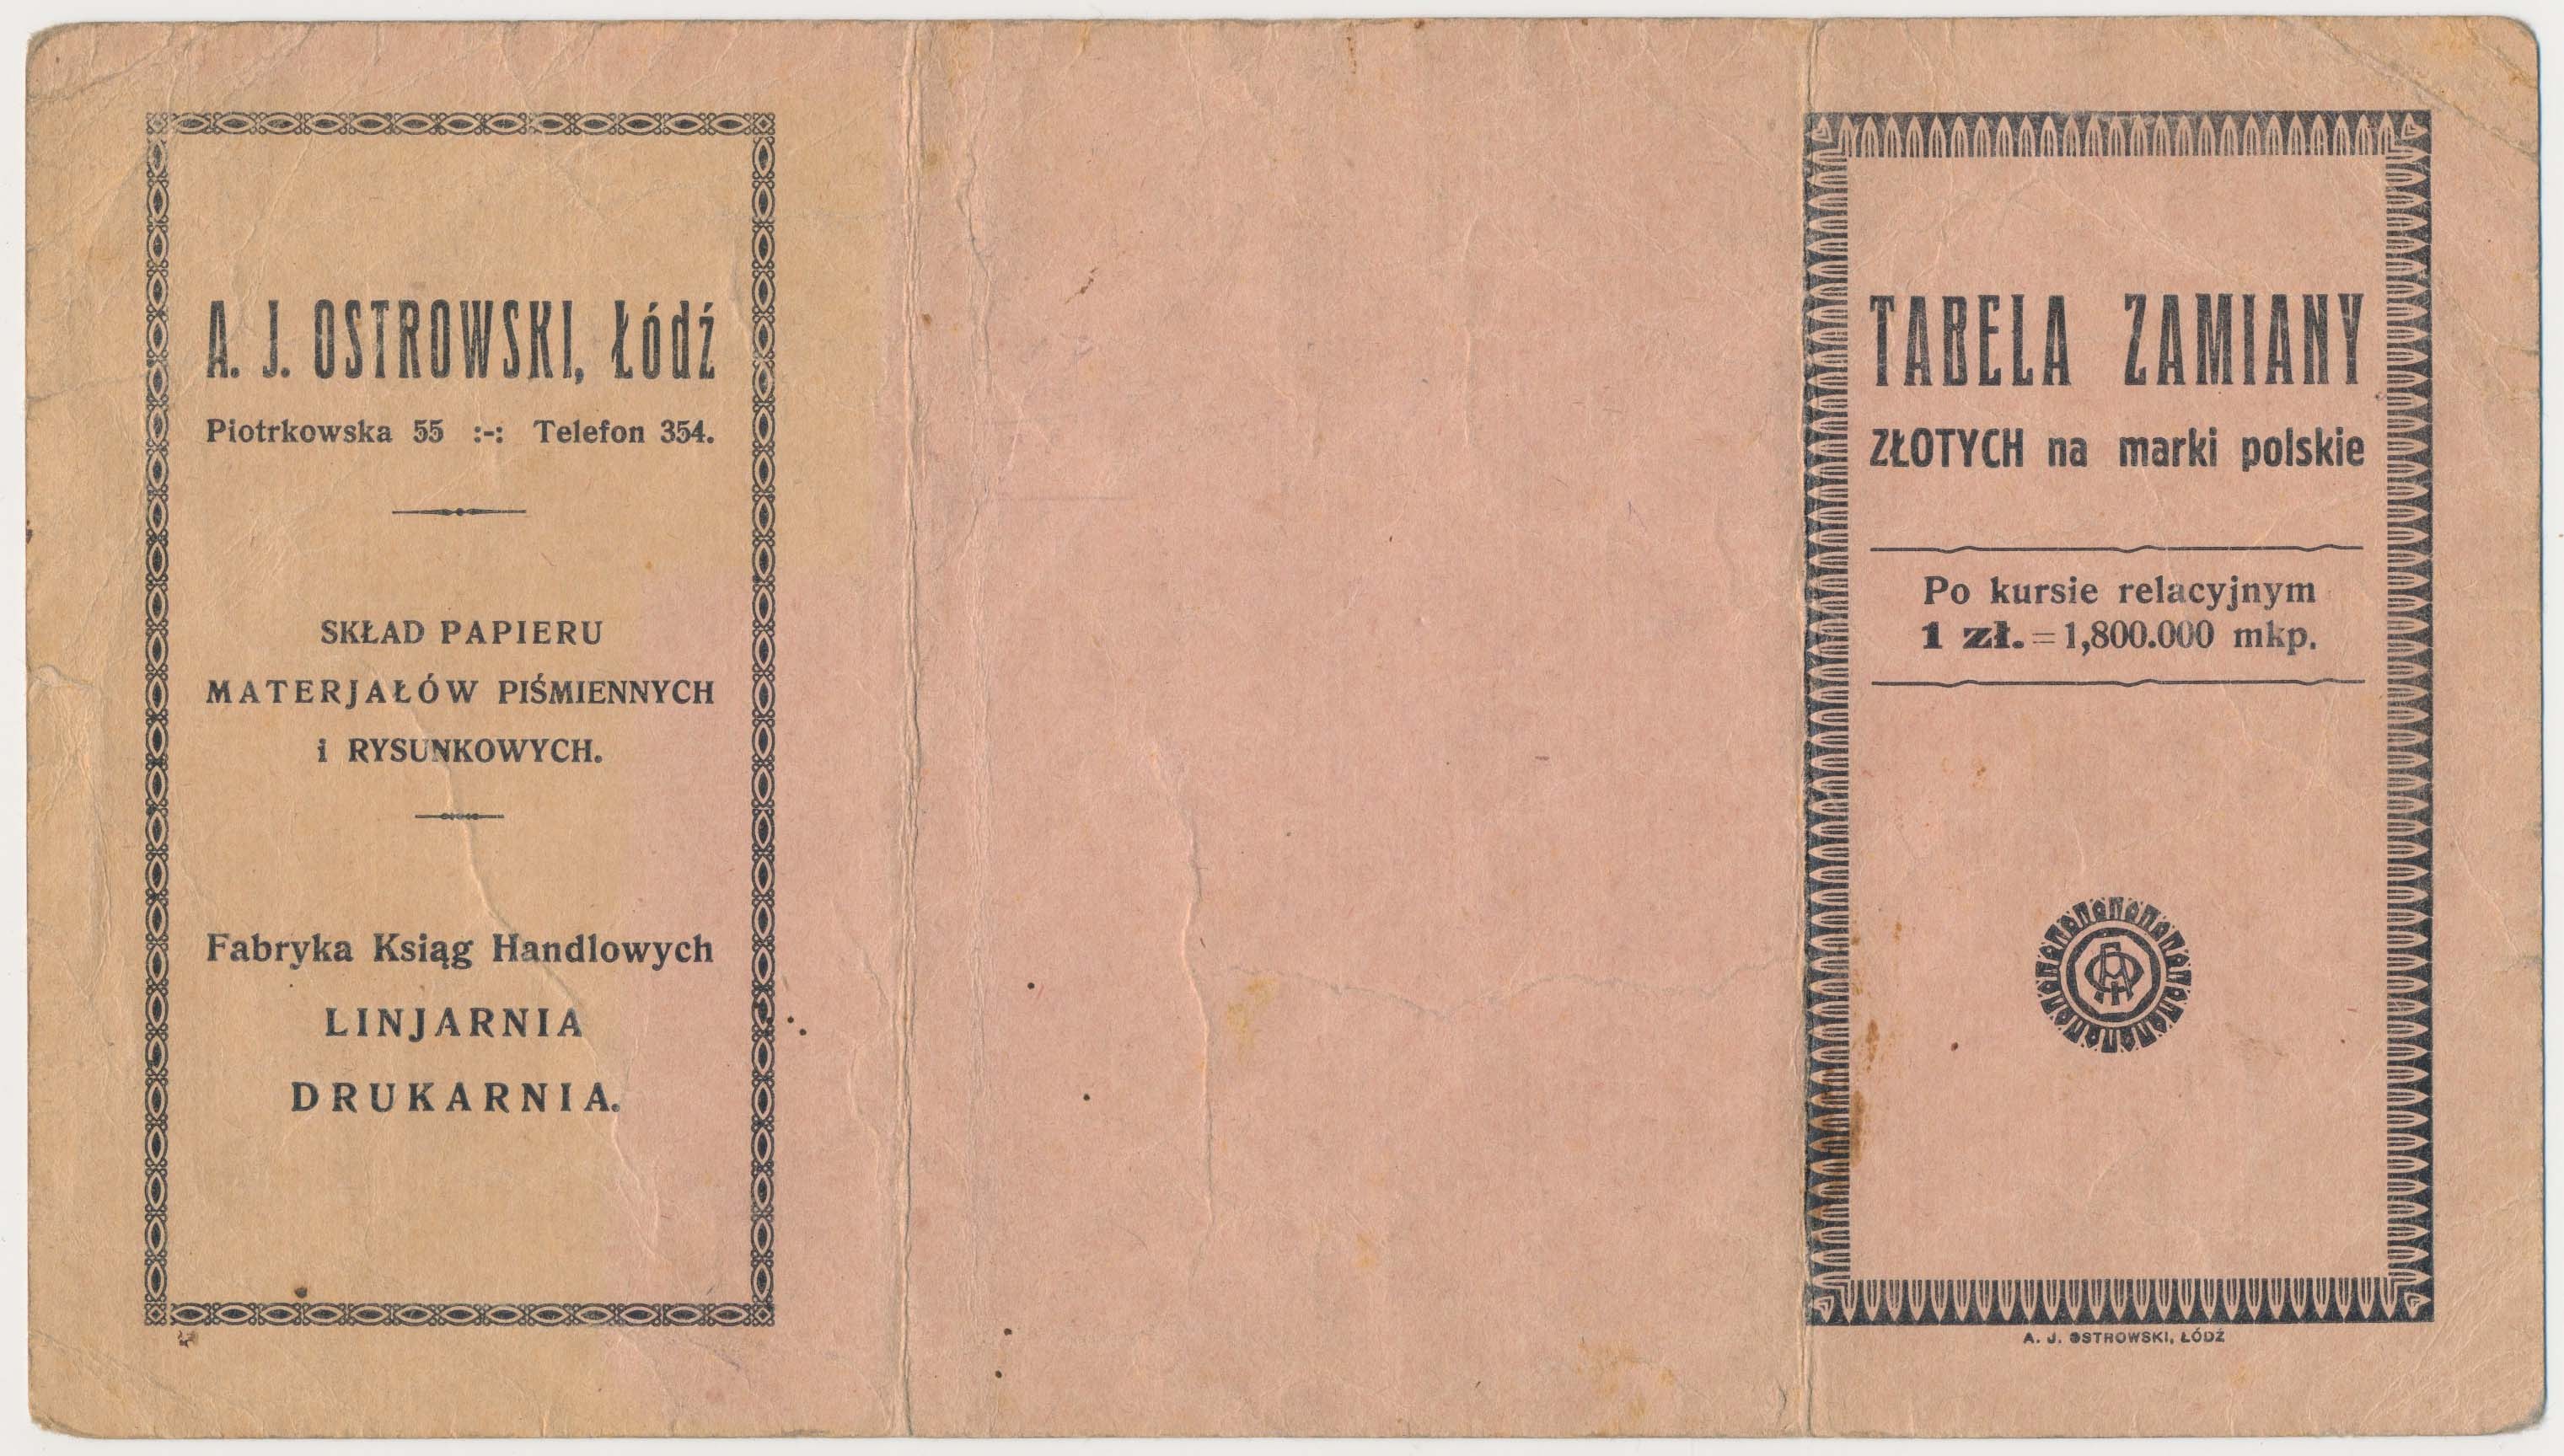 A. J. OSTROWSKI, Łódź
Piotrkowska 55 :-: Telefon 354.
SKŁAD PAPIERU
MATERJAŁÓW PIŚMIENNYCH
i RYSUNKOWYCH.
Fabryka Ksiąg Handlowych
LINJARNIA
DRUKARNIA.
TABELA ZAMIANY
ZŁOTYCH na marki polskie
Po kursie relacyjnym
1 zł. = 1,800.000 mkp.
A. J. OSTROWSKI, ŁÓDŹ